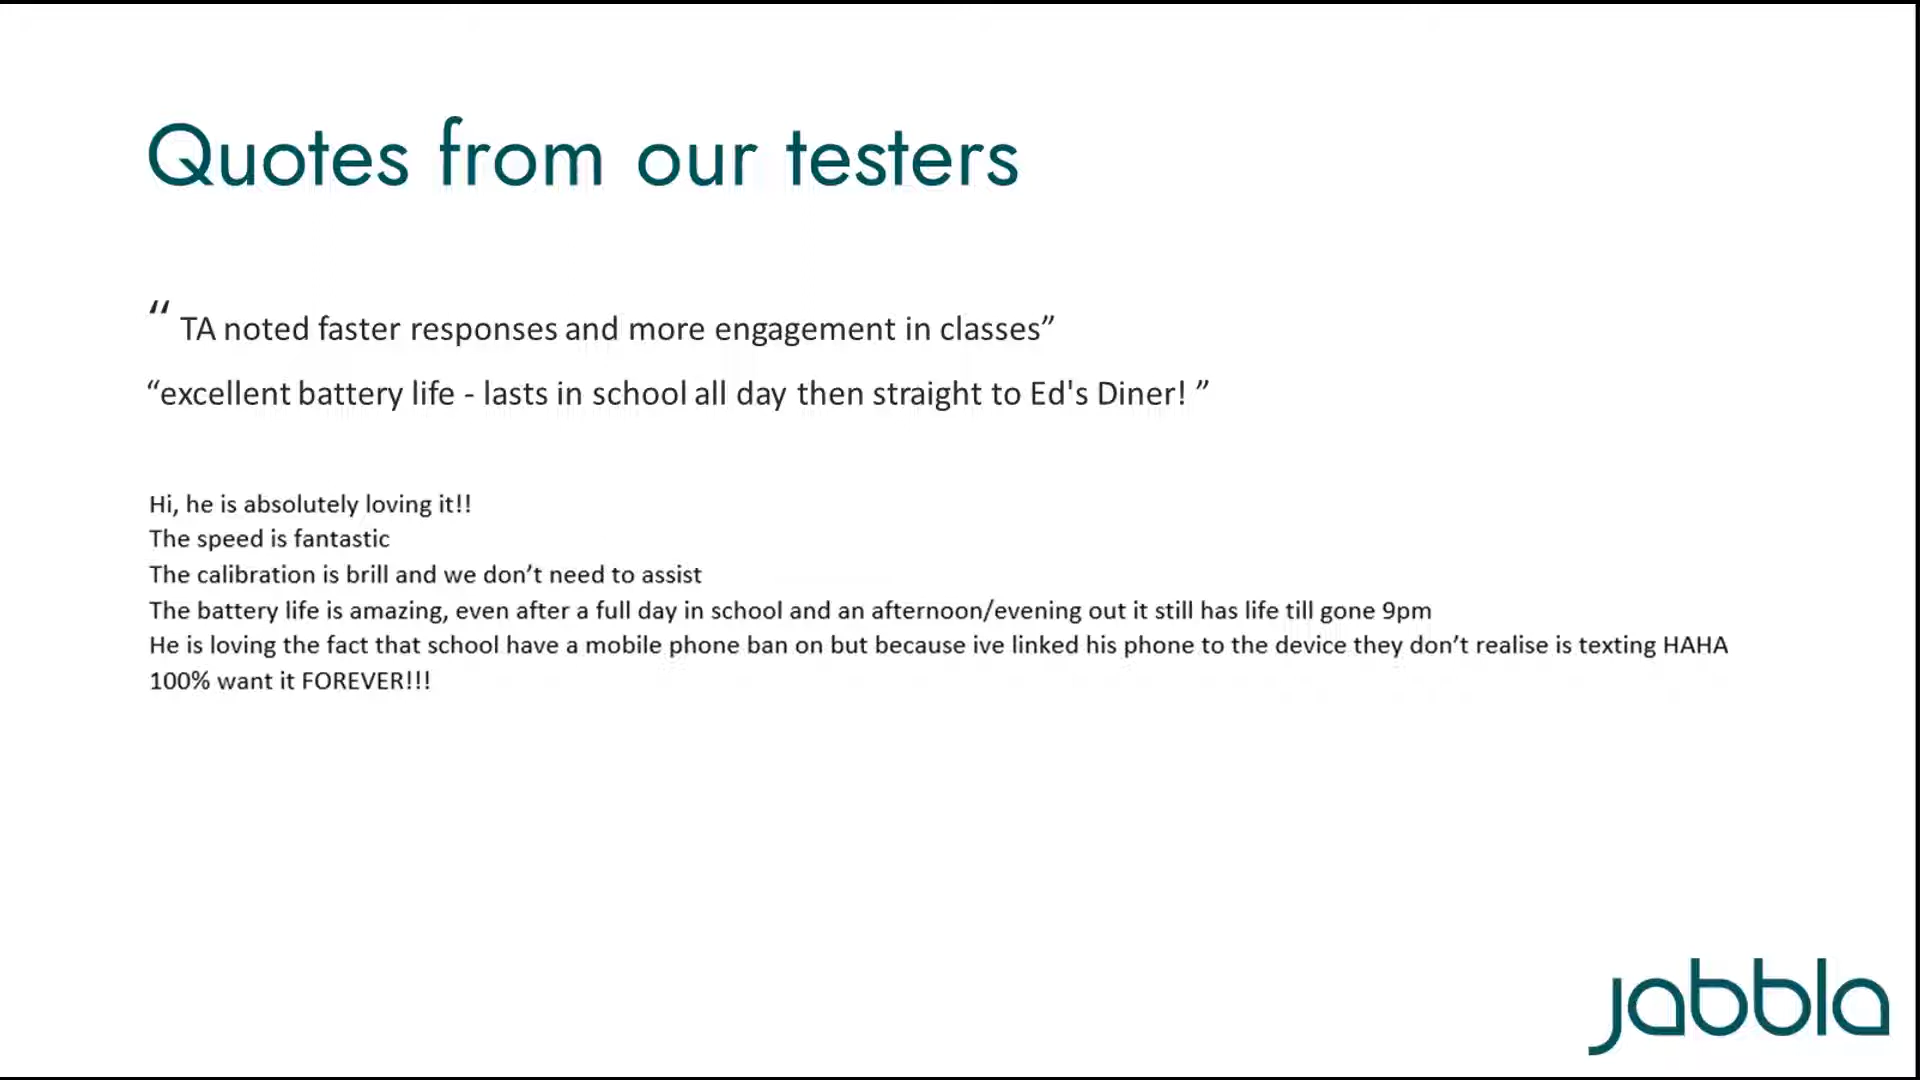 Quotes from our testers
“ TA noted faster responses and more engagement in classes”
“excellent battery life - lasts in school all day then straight to Ed's Diner! ”
Hi, he is absolutely loving it!!
The speed is fantastic
The calibration is brill and we don’t need to assist
The battery life is amazing, even after a full day in school and an afternoon/evening out it still has life till gone 9pm
He is loving the fact that school have a mobile phone ban on but because ive linked his phone to the device they don’t realise is texting HAHA
100% want it FOREVER!!!
jabbla